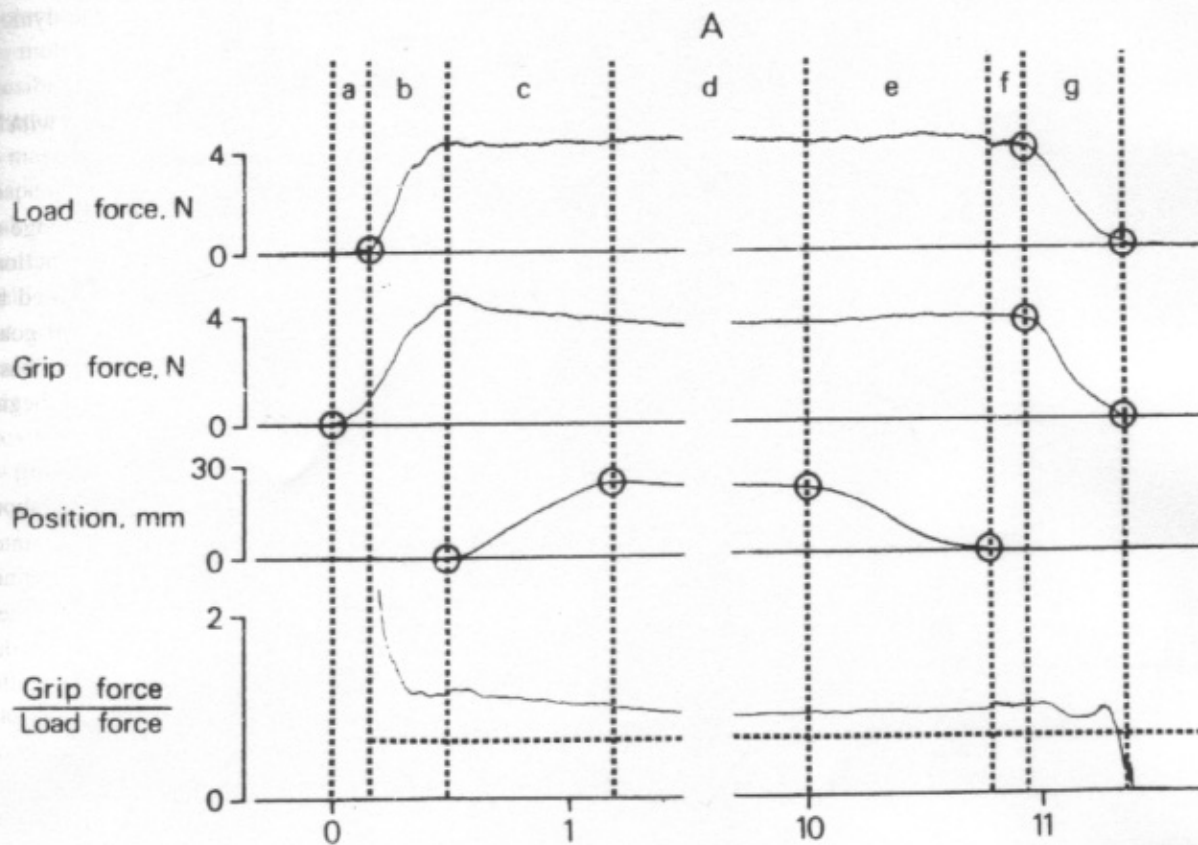 A
a b c d e f g
4
Load force, N
0
4
Grip force, N
0
30
Position, mm
0
2
Grip force
Load force
0
0 1 10 11